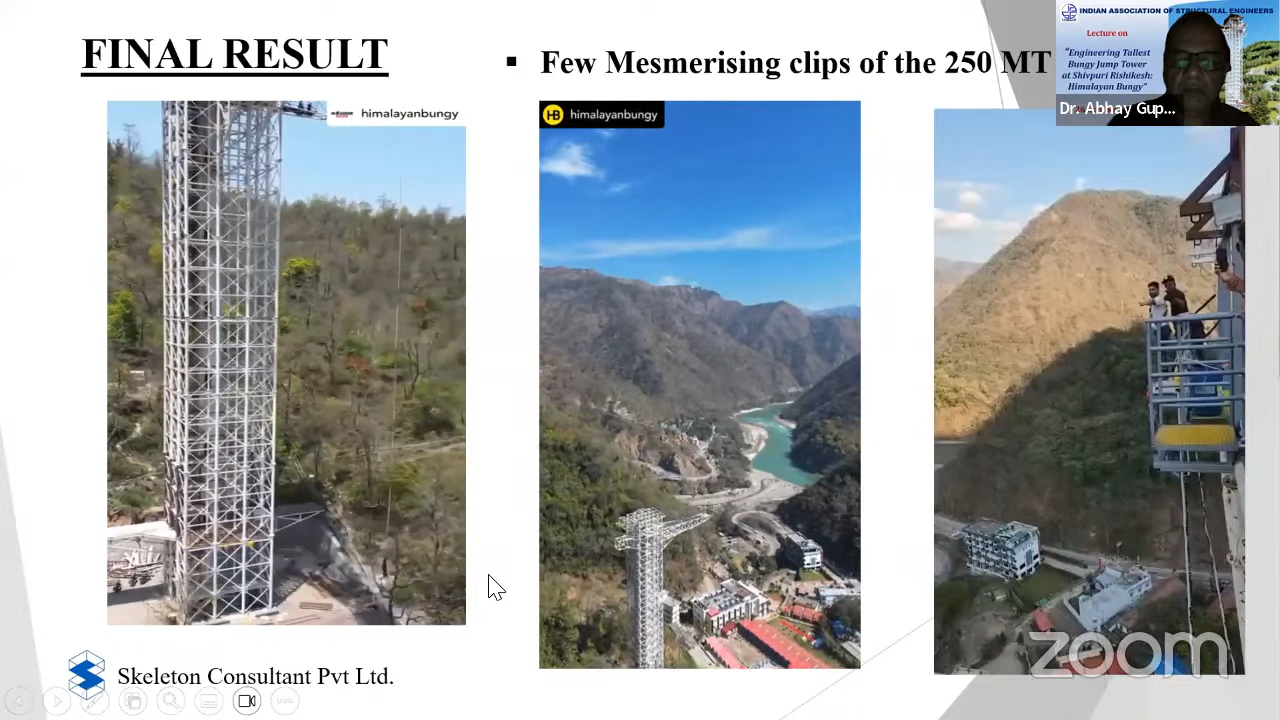 FINAL RESULT
▪ Few Mesmerising clips of the 250 MT
INDIAN ASSOCIATION OF STRUCTURAL ENGINEERS
Lecture on
"Engineering Tallest
Bungy Jump Tower
at Shivpuri Rishikesh:
Himalayan Bungy"
Dr. Abhay Gup...
himalayanbungy
HB himalayanbungy
Skeleton Consultant Pvt Ltd.
zoom